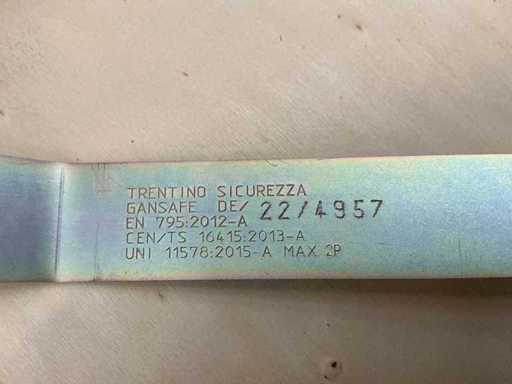 TRENTINO SICUREZZA
GANSAFE DE/ 22/4957
EN 795:2012-A
CEN/TS 16415:2013-A
UNI 11578:2015-A MAX 2P